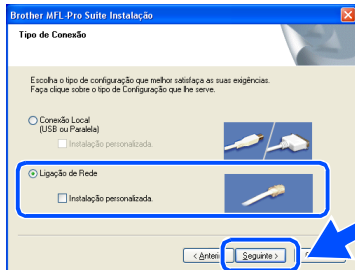 Brother MFL-Pro Suite Instalação
Tipo de Conexão
Escolha o tipo de configuração que melhor satisfaça as suas exigências.
Faça clique sobre o tipo de Configuração que lhe serve.
Conexão Local
(USB ou Paralela)
Instalação personalizada.
Ligação de Rede
Instalação personalizada.
Seguinte >